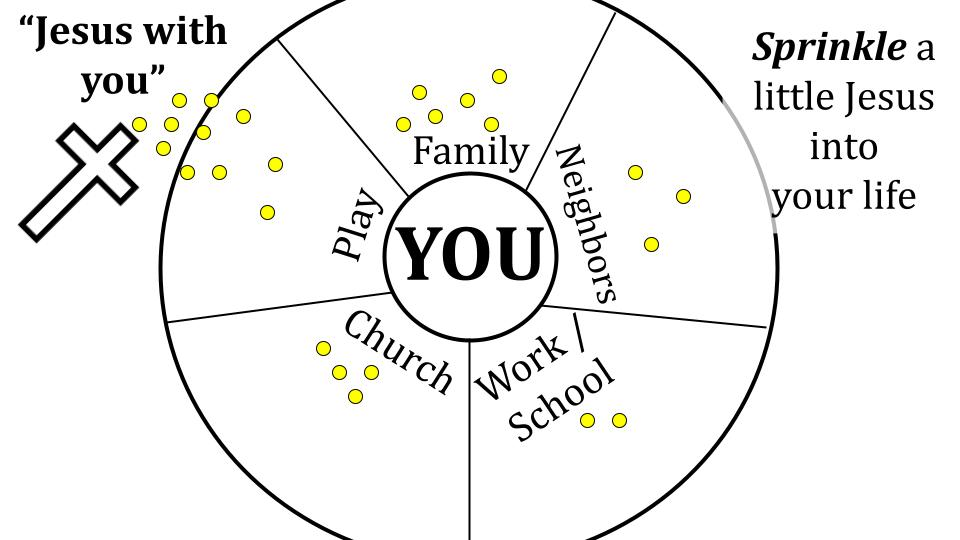 “Jesus with
you”
Sprinkle a
little Jesus
into
your life
Family
Neighbors
Play
YOU
Church
Work /
School